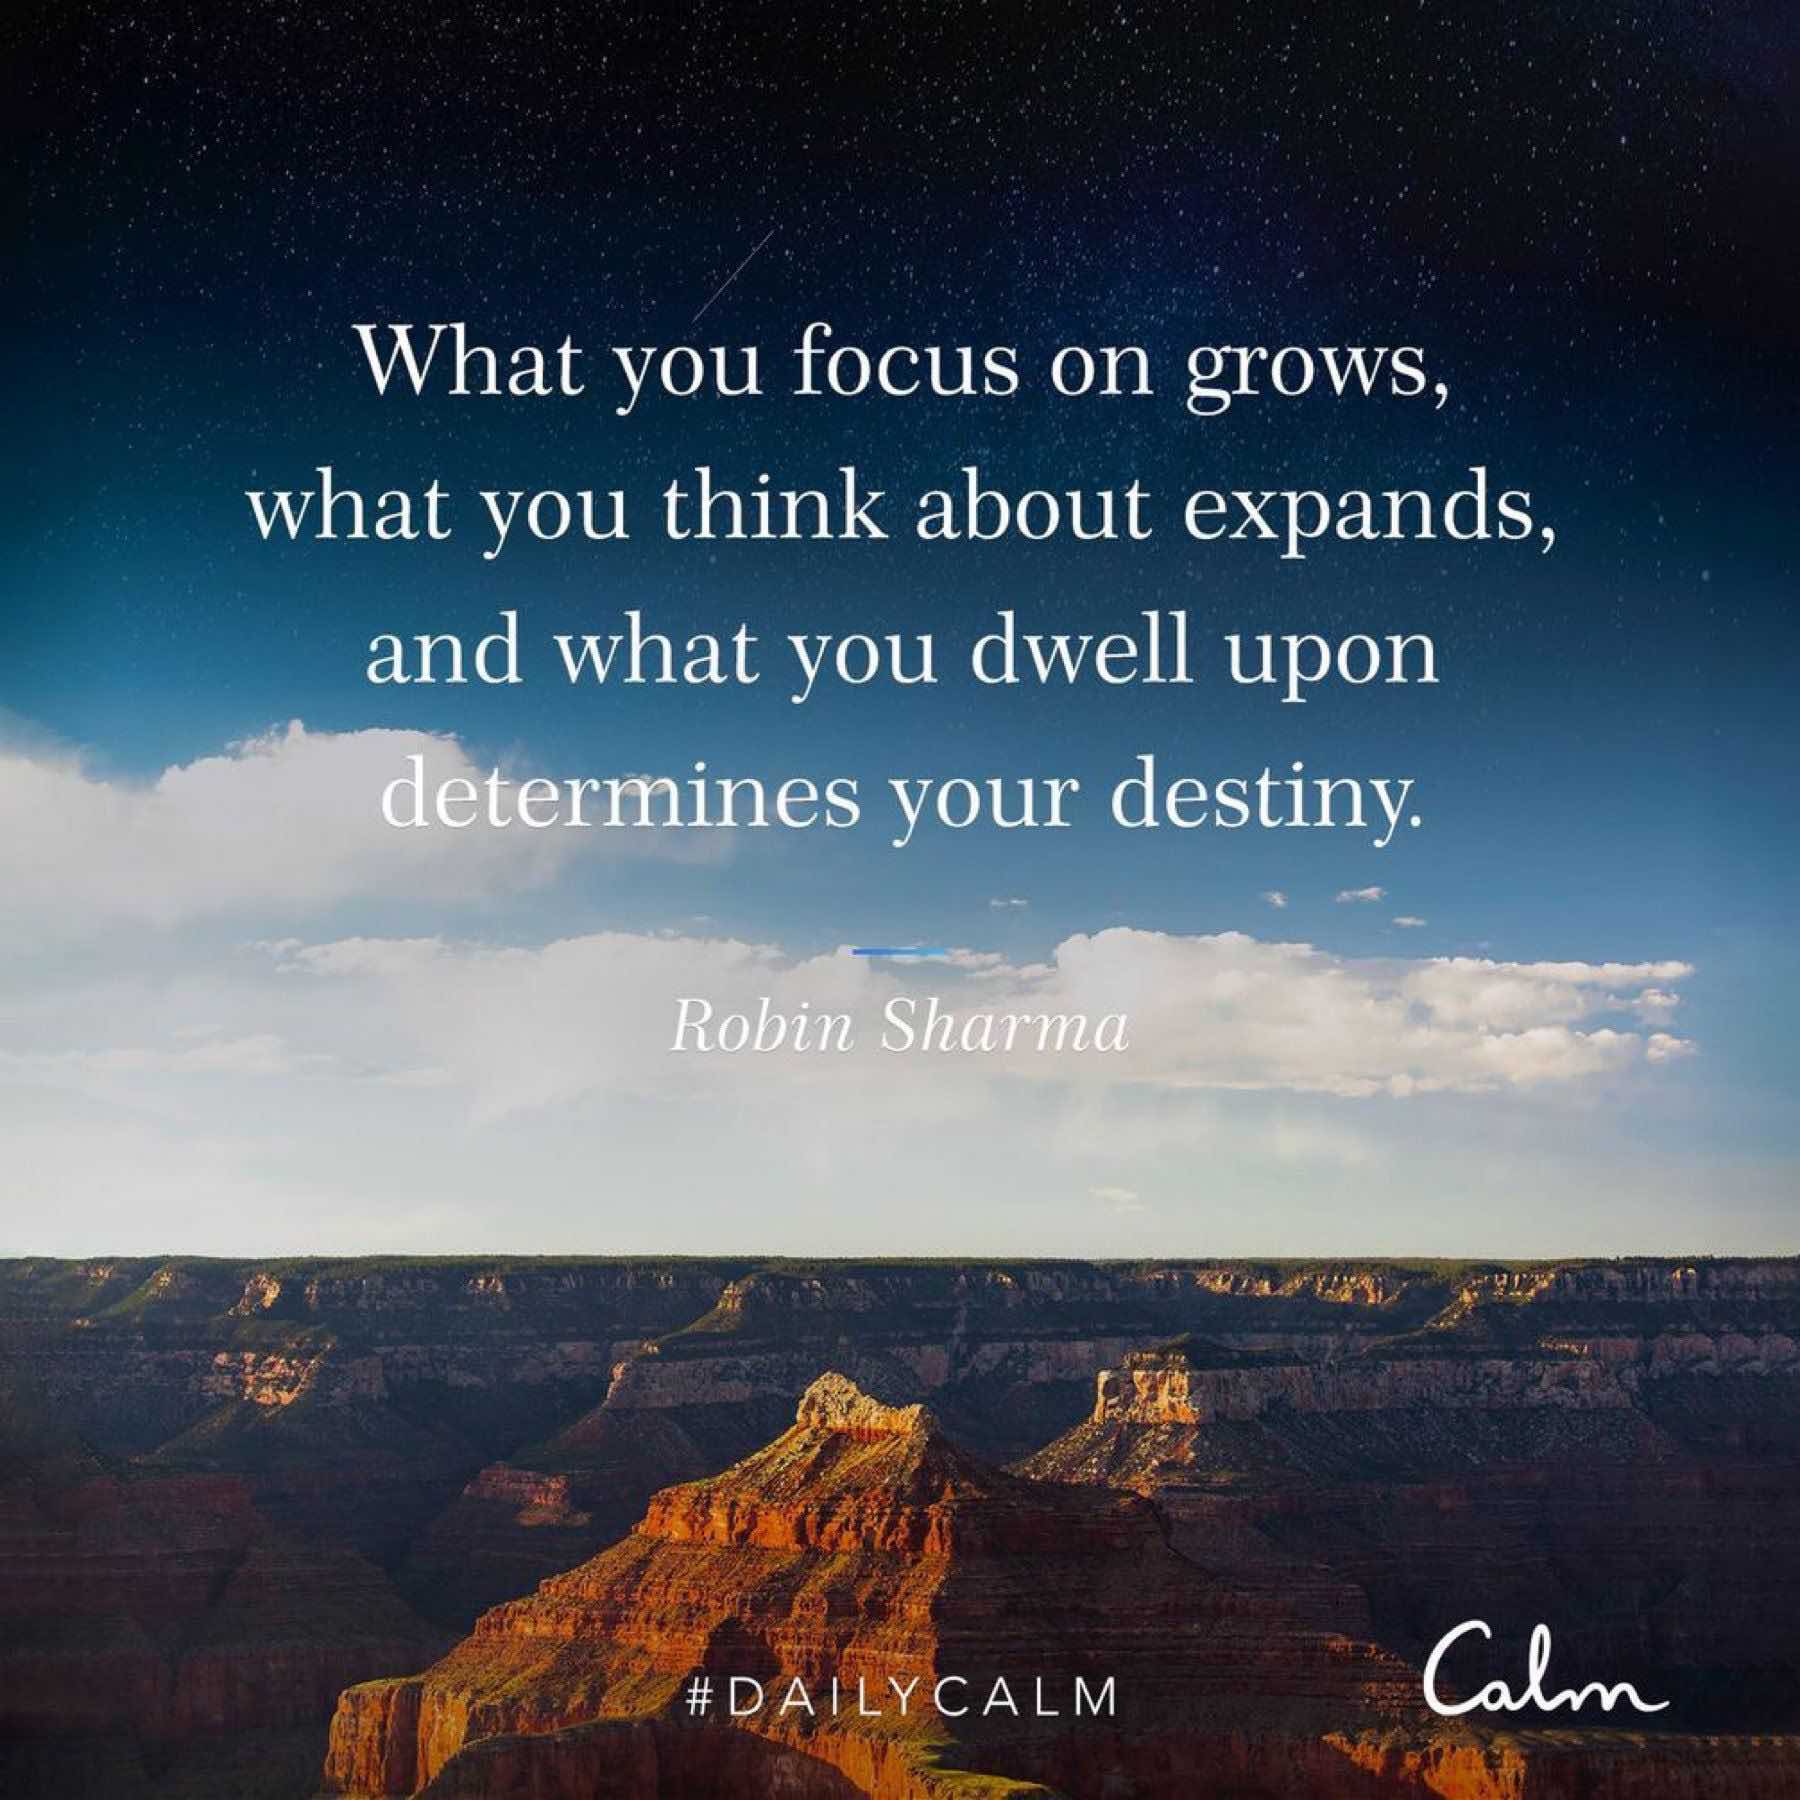 What you focus on grows,
what you think about expands,
and what you dwell upon
determines your destiny.
Robin Sharma
#DAILYCALM
Calm